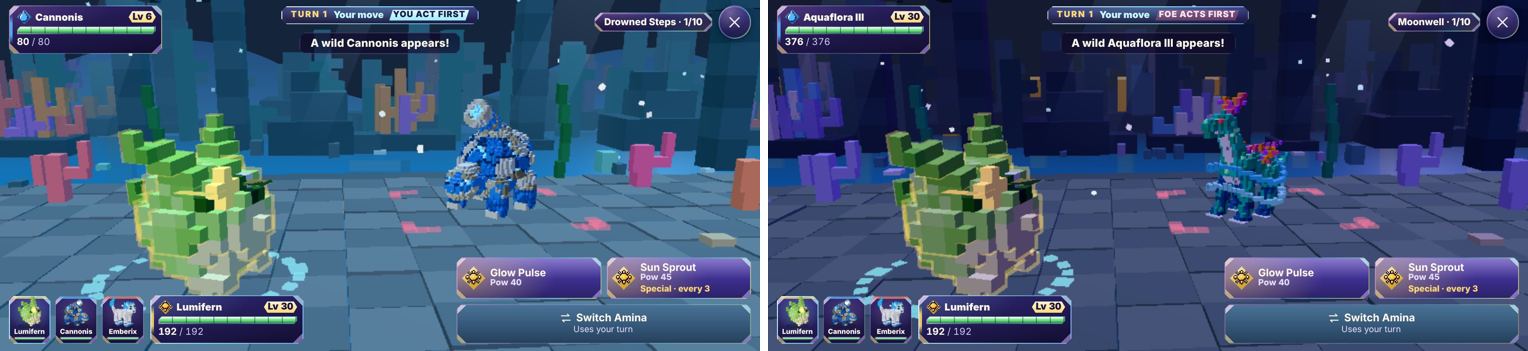 Cannonis Lv 6
80 / 80
TURN 1 Your move YOU ACT FIRST
A wild Cannonis appears!
Drowned Steps · 1/10
Glow Pulse
Pow 40
Sun Sprout
Pow 45
Special · every 3
Lumifern
Cannonis
Emberix
Lumifern Lv 30
192 / 192
Switch Amina
Uses your turn
Aquaflora III Lv 30
376 / 376
TURN 1 Your move FOE ACTS FIRST
A wild Aquaflora III appears!
Moonwell · 1/10
Glow Pulse
Pow 40
Sun Sprout
Pow 45
Special · every 3
Lumifern
Cannonis
Emberix
Lumifern Lv 30
192 / 192
Switch Amina
Uses your turn